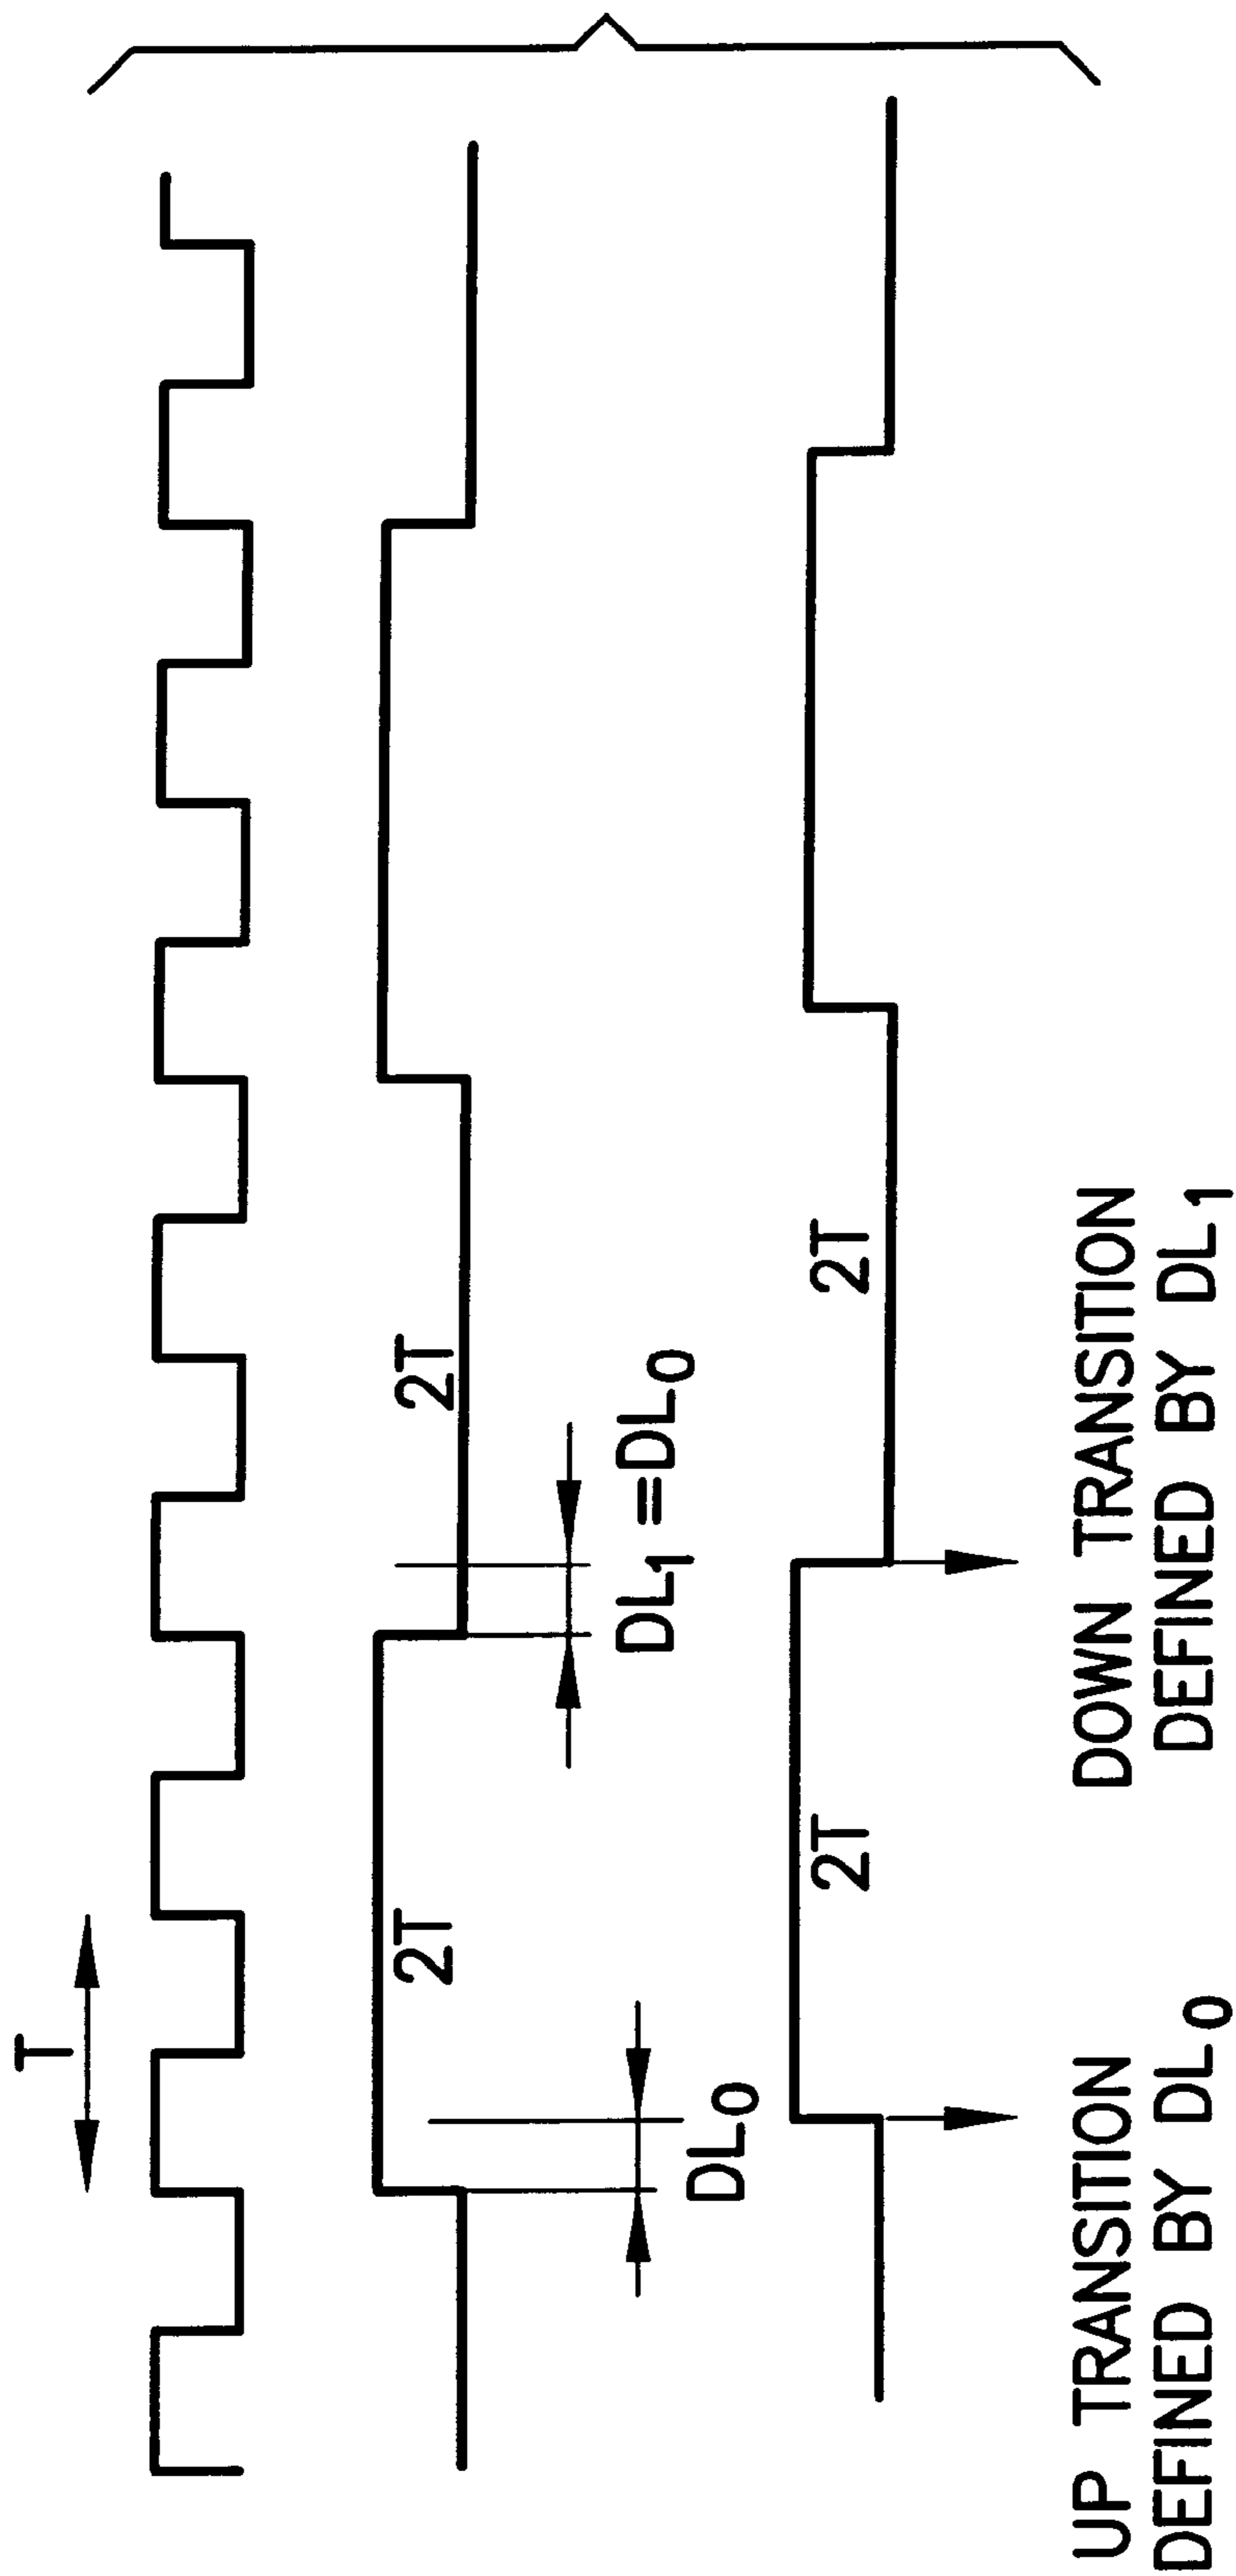 T
2T
2T
DL0
DL1 =DL0
2T
2T
UP TRANSITION
DEFINED BY DL0
DOWN TRANSITION
DEFINED BY DL1